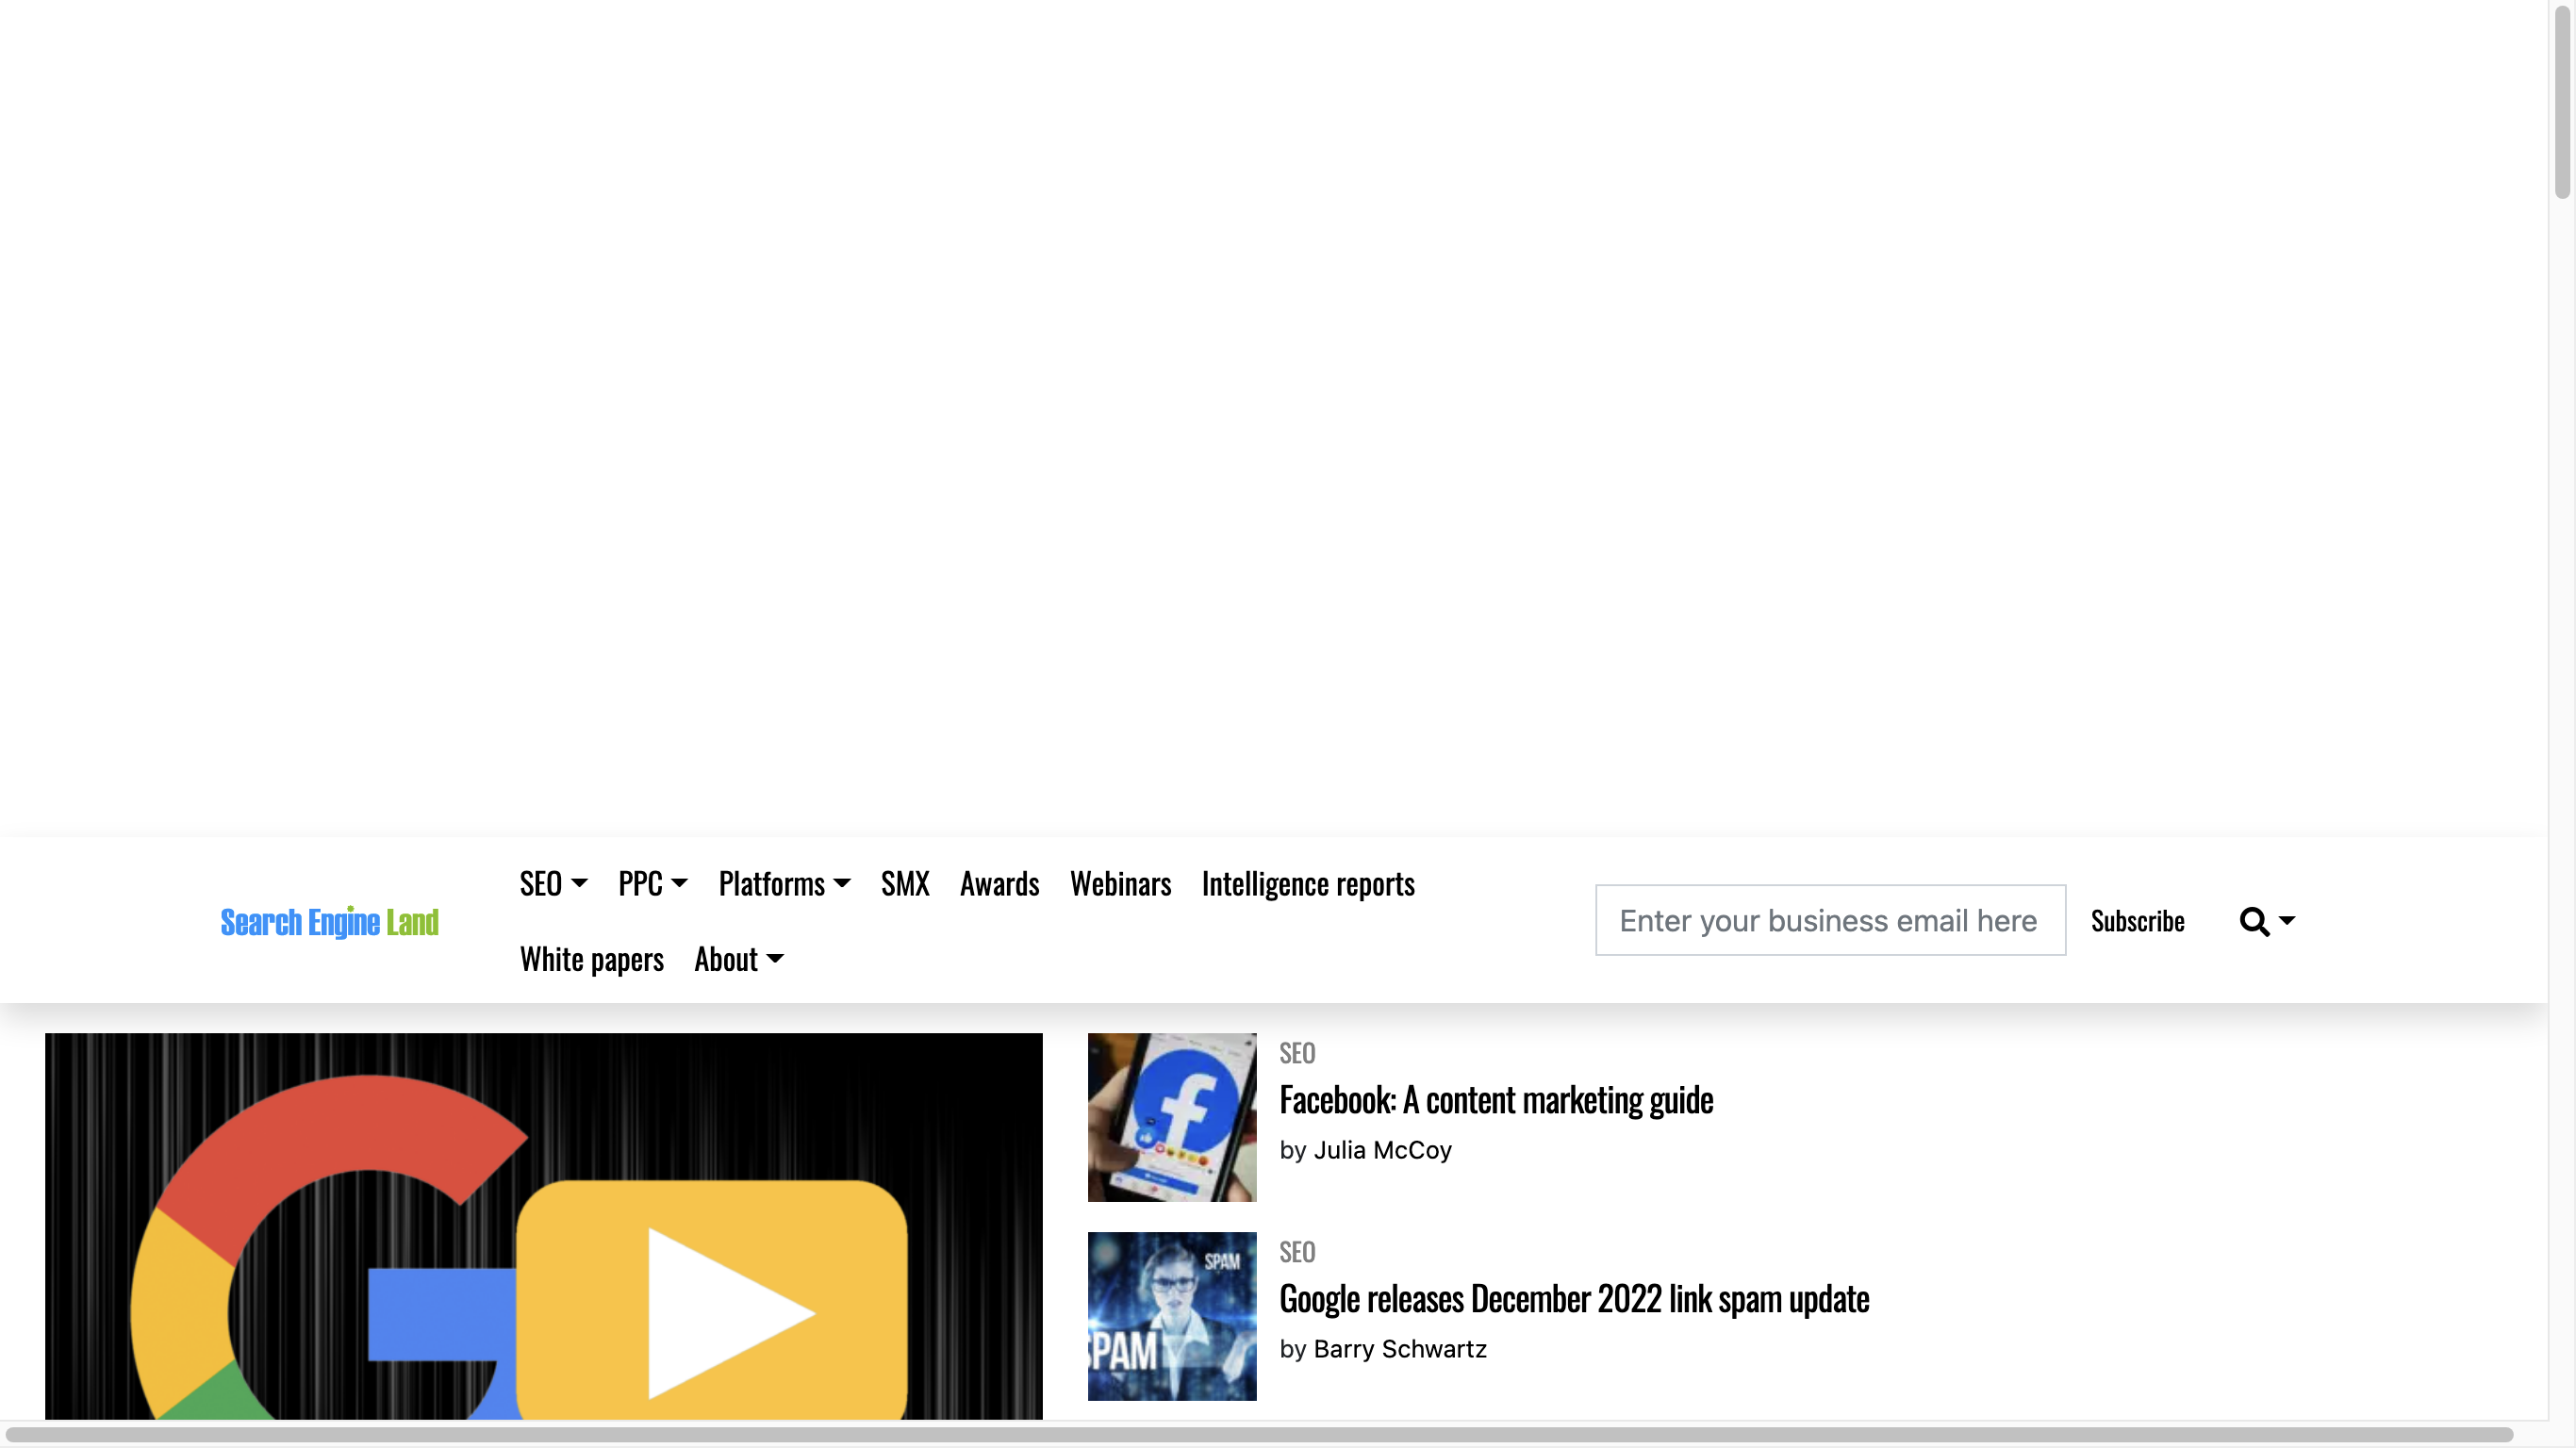 SEO
PPC
Platforms
SMX
Awards
Webinars
Intelligence reports
Search Engine Land
Enter your business email here
Subscribe
White papers
About
SEO
Facebook: A content marketing guide
by Julia McCoy
SEO
SPAM
Google releases December 2022 link spam update
SPAM
by Barry Schwartz